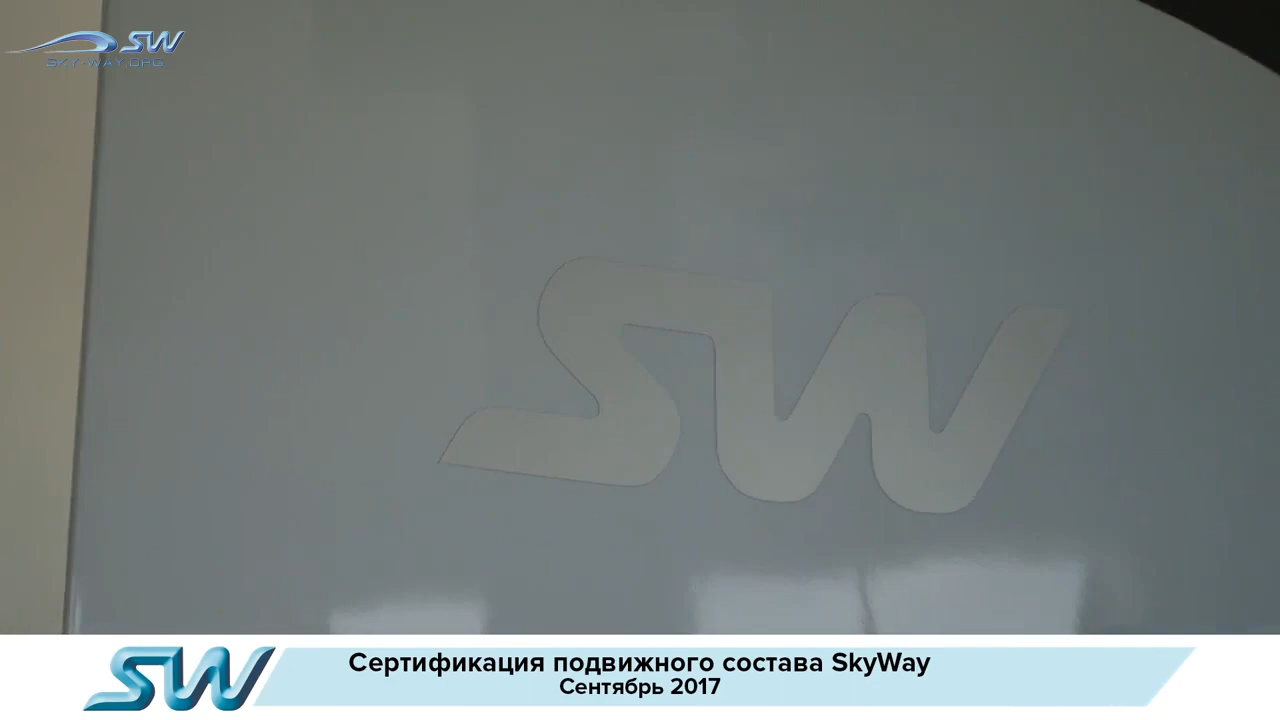 SW
SKY-WAY.ORG
SW
SW
Сертификация подвижного состава SkyWay
Сентябрь 2017